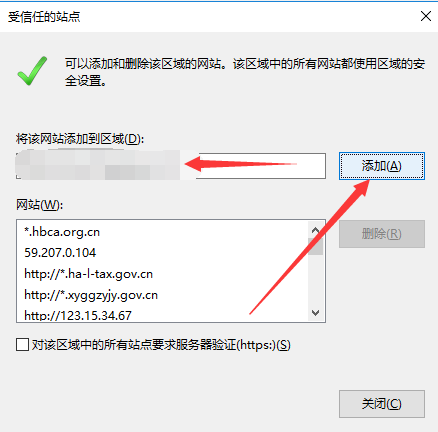 受信任的站点
可以添加和删除该区域的网站。该区域中的所有网站都使用区域的安
全设置。
将该网站添加到区域(D):
添加(A)
网站(W):
*.hbca.org.cn
59.207.0.104
http://*.ha-l-tax.gov.cn
http://*.xyggzyjy.gov.cn
http://123.15.34.67
删除(R)
对该区域中的所有站点要求服务器验证(https:)(S)
关闭(C)